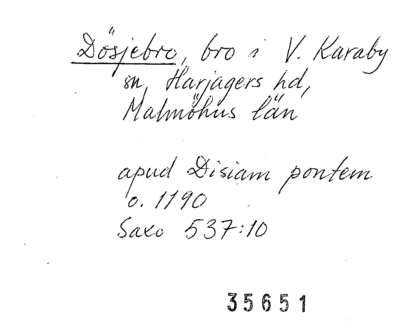 Dösjebro, bro i V. Karaby
sn, Harjagers hd,
Malmöhus län
apud Disiam pontem
o. 1190
Saxo 537:10
35651